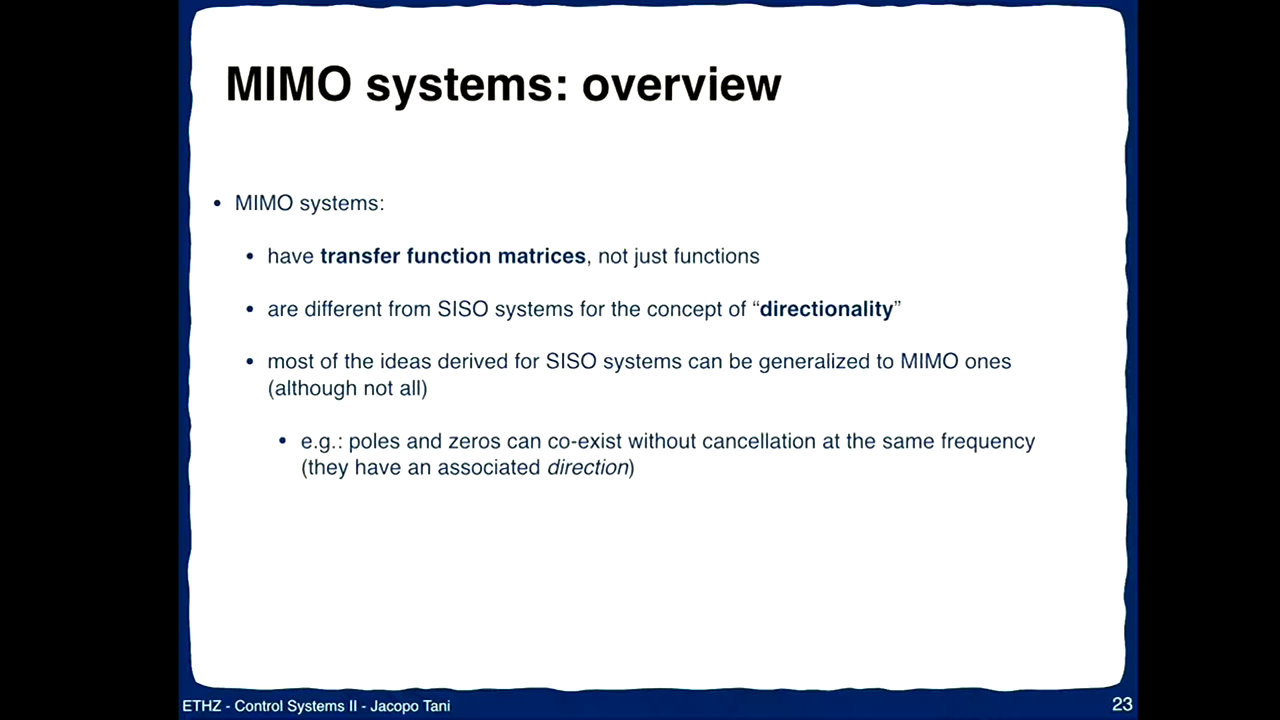 MIMO systems: overview
• MIMO systems:
• have transfer function matrices, not just functions
• are different from SISO systems for the concept of “directionality”
• most of the ideas derived for SISO systems can be generalized to MIMO ones
(although not all)
• e.g.: poles and zeros can co-exist without cancellation at the same frequency
(they have an associated direction)
ETHZ - Control Systems II - Jacopo Tani
23